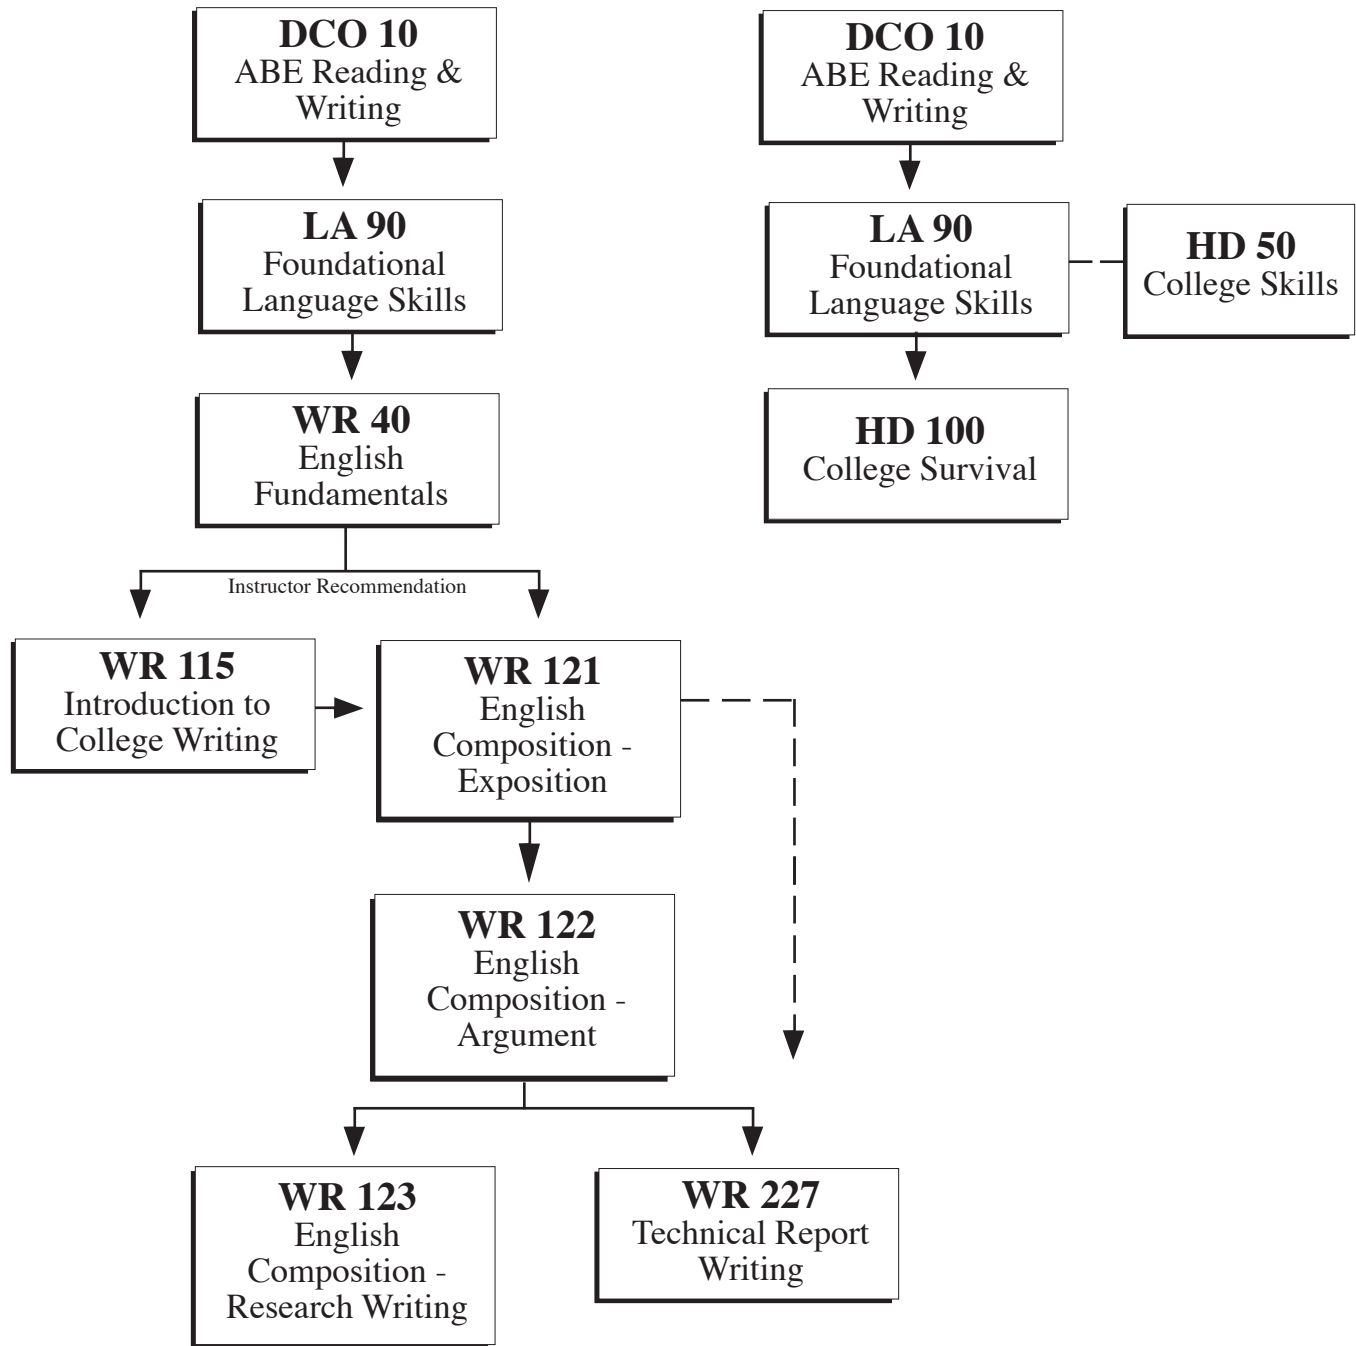 DCO 10
ABE Reading &
Writing
LA 90
Foundational
Language Skills
WR 40
English
Fundamentals
Instructor Recommendation
WR 115
Introduction to
College Writing
WR 121
English
Composition -
Exposition
WR 122
English
Composition -
Argument
WR 123
English
Composition -
Research Writing
WR 227
Technical Report
Writing
DCO 10
ABE Reading &
Writing
LA 90
Foundational
Language Skills
HD 50
College Skills
HD 100
College Survival